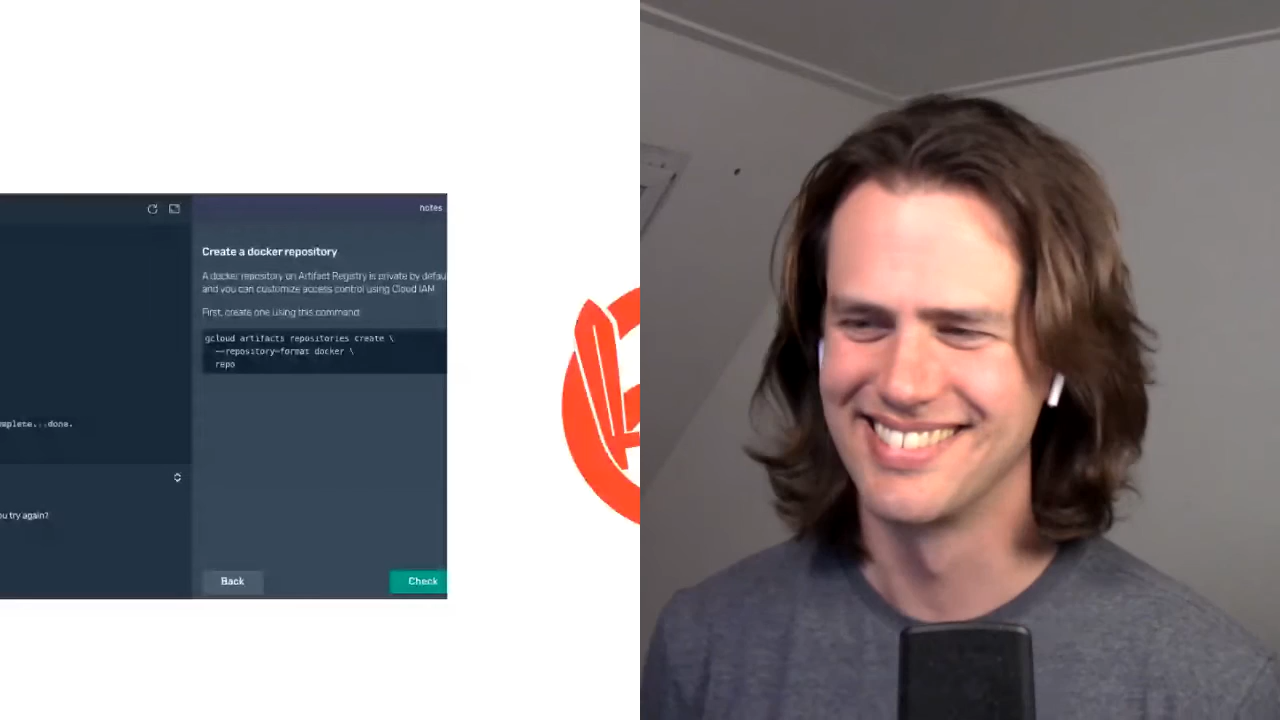 notes
Create a docker repository
A docker repository on Artifact Registry is private by defau
and you can customize access control using Cloud IAM
First, create one using this command:
gcloud artifacts repositories create \
--repository-format docker \
repo
mplete...done.
ou try again?
Back
Check